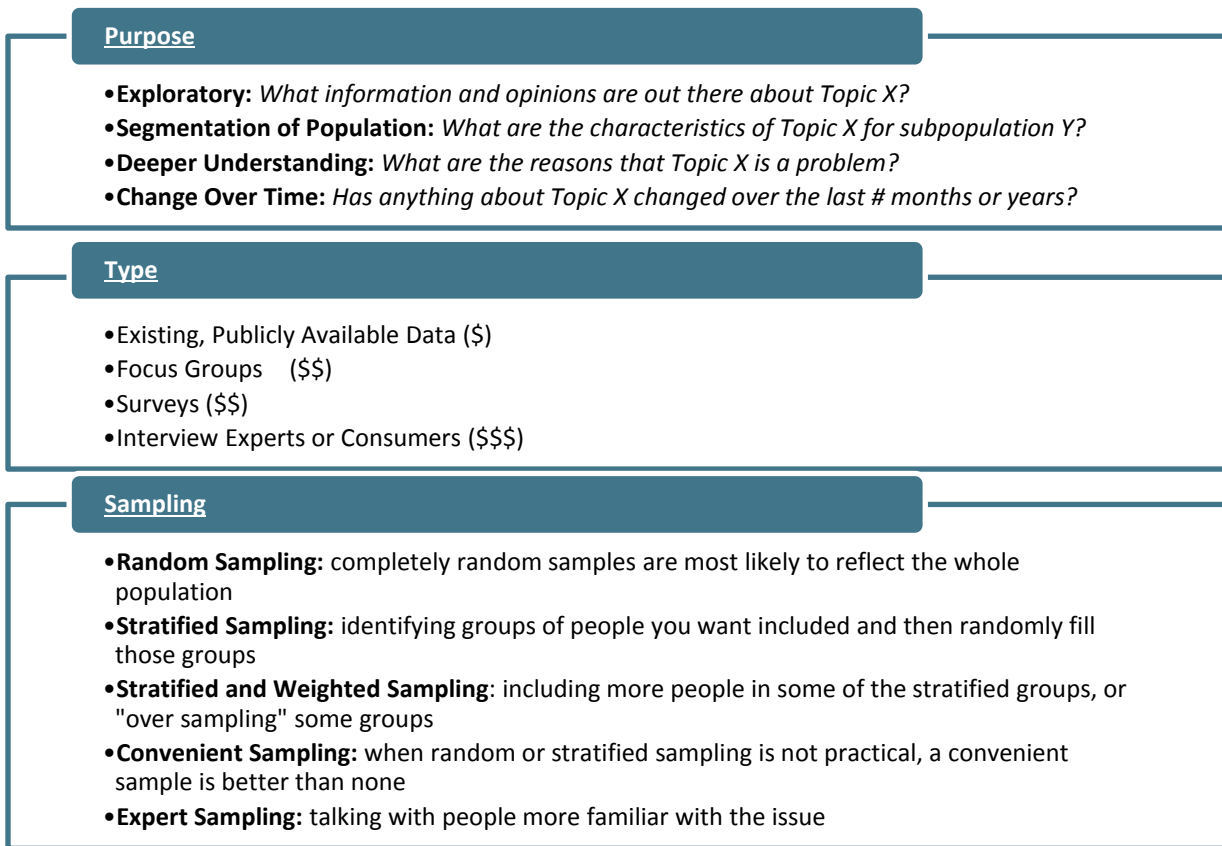 Purpose
•Exploratory: What information and opinions are out there about Topic X?
•Segmentation of Population: What are the characteristics of Topic X for subpopulation Y?
•Deeper Understanding: What are the reasons that Topic X is a problem?
•Change Over Time: Has anything about Topic X changed over the last # months or years?
Type
•Existing, Publicly Available Data ($)
•Focus Groups ($$)
•Surveys ($$)
•Interview Experts or Consumers ($$$)
Sampling
•Random Sampling: completely random samples are most likely to reflect the whole
population
•Stratified Sampling: identifying groups of people you want included and then randomly fill
those groups
•Stratified and Weighted Sampling: including more people in some of the stratified groups, or
"over sampling" some groups
•Convenient Sampling: when random or stratified sampling is not practical, a convenient
sample is better than none
•Expert Sampling: talking with people more familiar with the issue